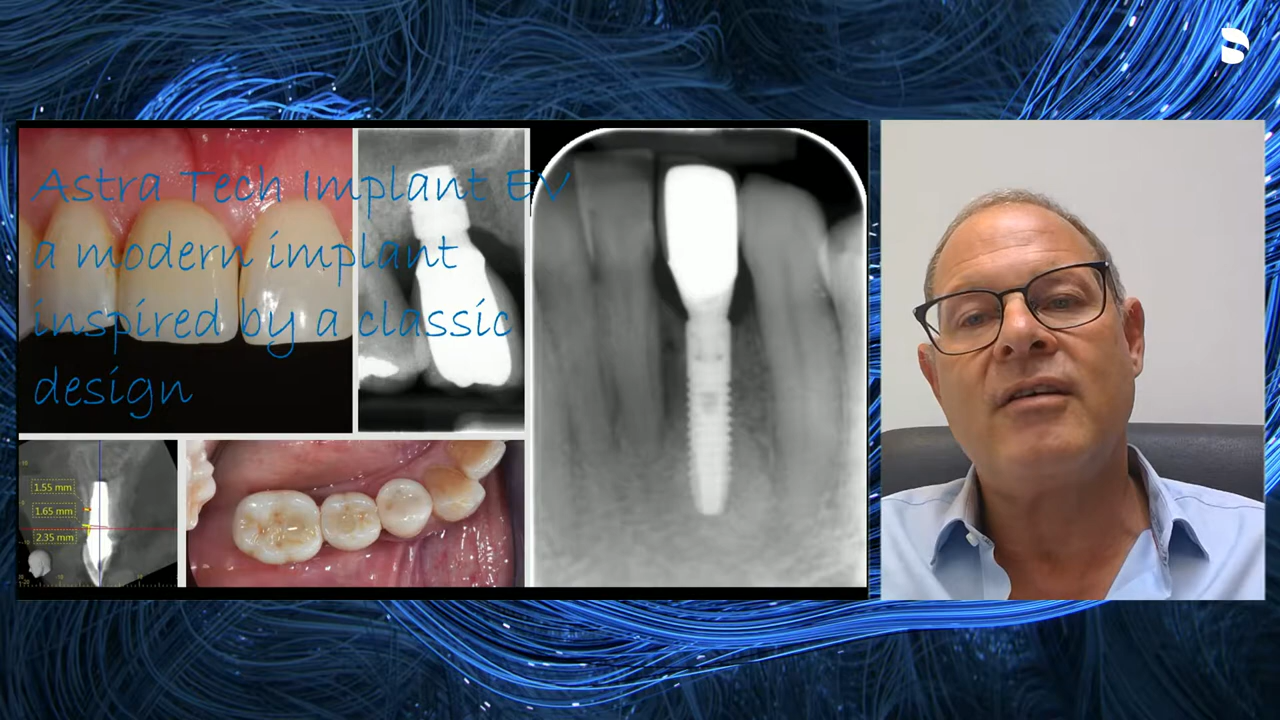 Astra Tech Implant EV
a modern implant
inspired by a classic
design
1.55 mm
1.65 mm
2.35 mm